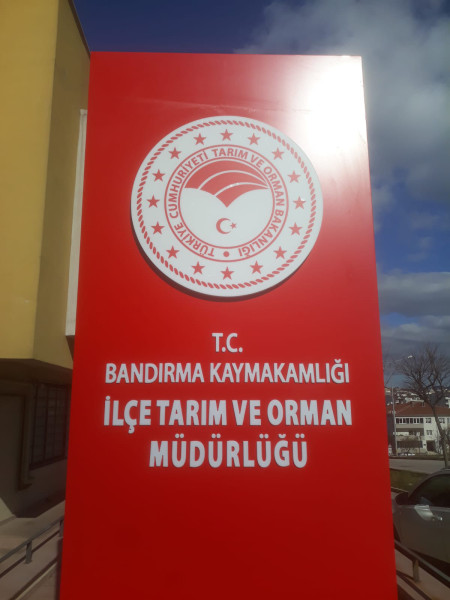 TÜRKİYE CUMHURİYETİ TARIM VE ORMAN BAKANLIĞI
T.C.
BANDIRMA KAYMAKAMLIĞI
İLÇE TARIM VE ORMAN
MÜDÜRLÜĞÜ